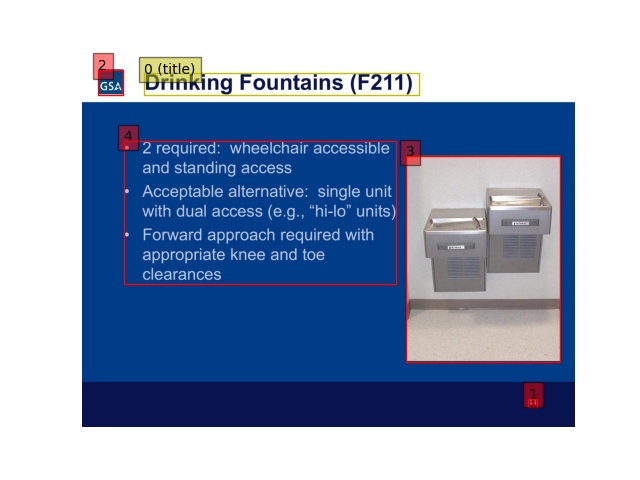 2
0 (title)
GSA
Drinking Fountains (F211)
4
• 2 required: wheelchair accessible
and standing access
• Acceptable alternative: single unit
with dual access (e.g., “hi-lo” units)
• Forward approach required with
appropriate knee and toe
clearances
3
1